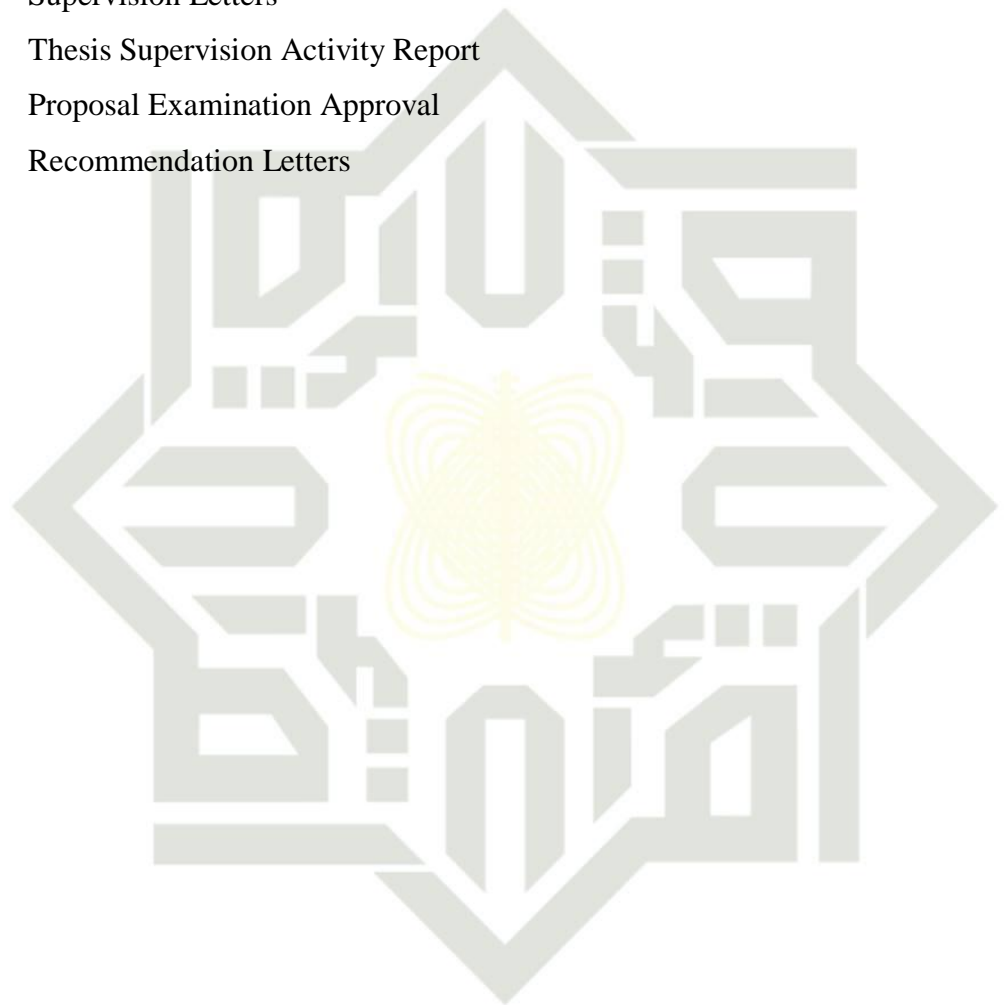 Supervision Letters
Thesis Supervision Activity Report
Proposal Examination Approval
Recommendation Letters